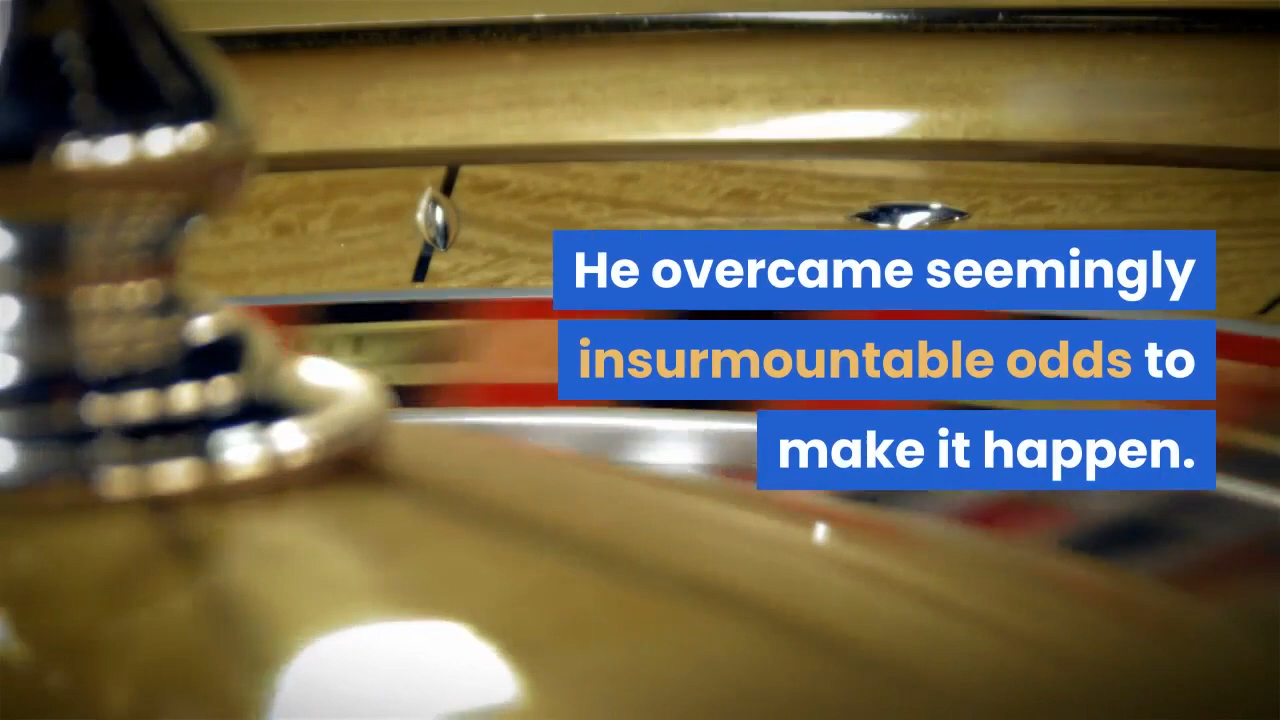 He overcame seemingly
insurmountable odds to
make it happen.